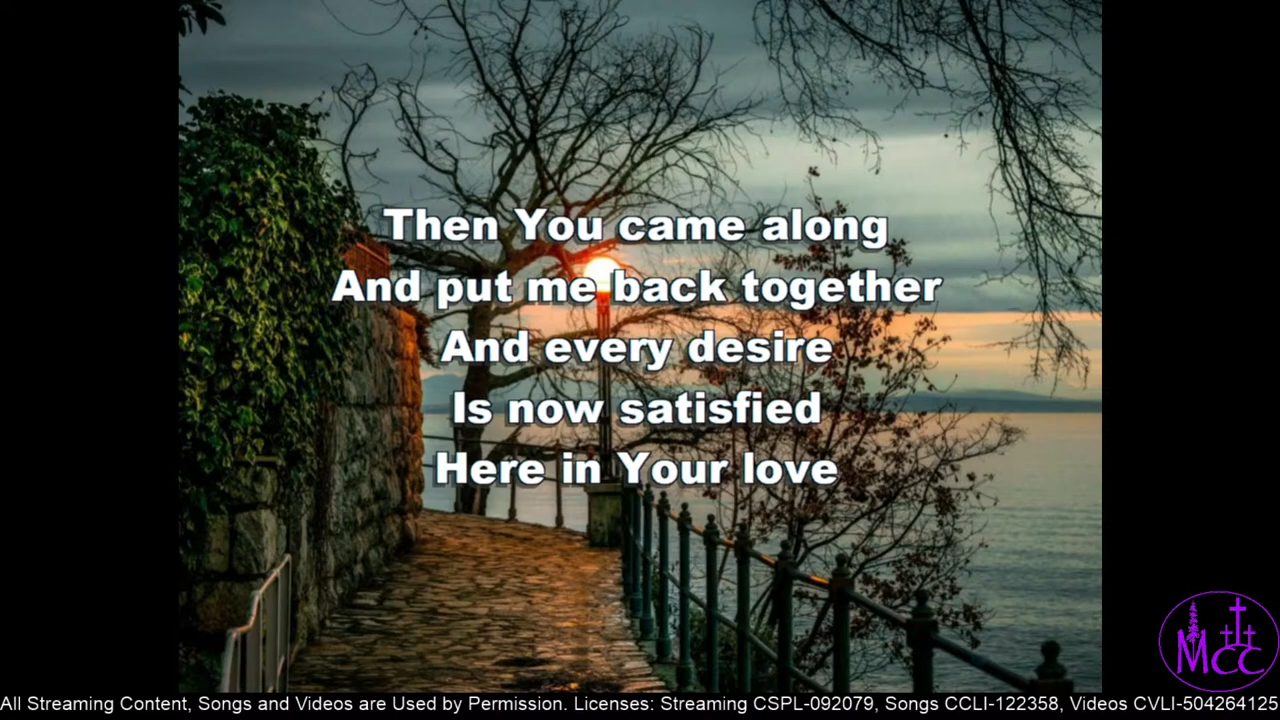 Then You came along
And put me back together
And every desire
Is now satisfied
Here in Your love
MCC
All Streaming Content, Songs and Videos are Used by Permission. Licenses: Streaming CSPL-092079, Songs CCLI-122358, Videos CVLI-504264125